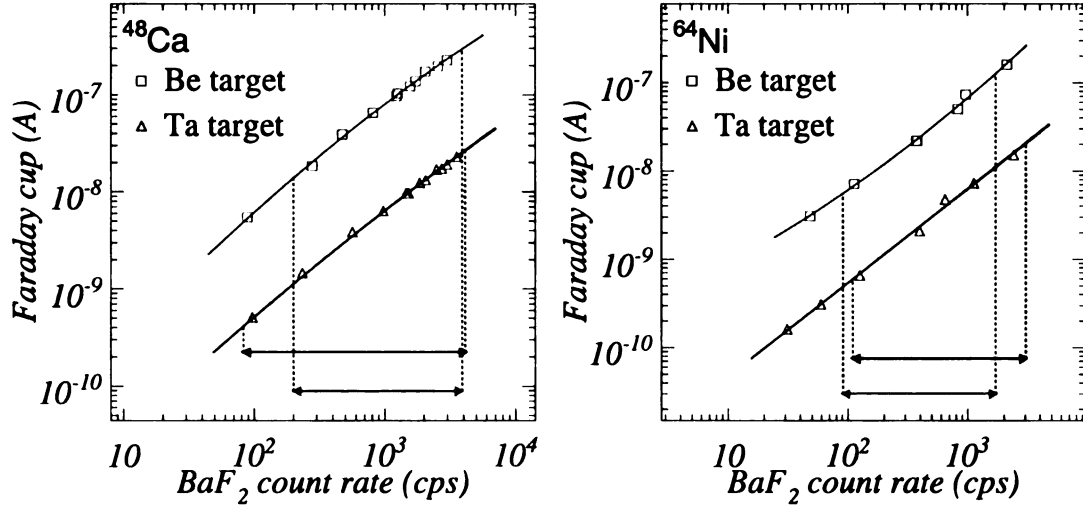 ⁴⁸Ca
□ Be target
△ Ta target
Faraday cup (A)
10⁻⁷
10⁻⁸
10⁻⁹
10⁻¹⁰
10 10² 10³ 10⁴
BaF₂ count rate (cps)
⁶⁴Ni
□ Be target
△ Ta target
Faraday cup (A)
10⁻⁷
10⁻⁸
10⁻⁹
10⁻¹⁰
10 10² 10³
BaF₂ count rate (cps)